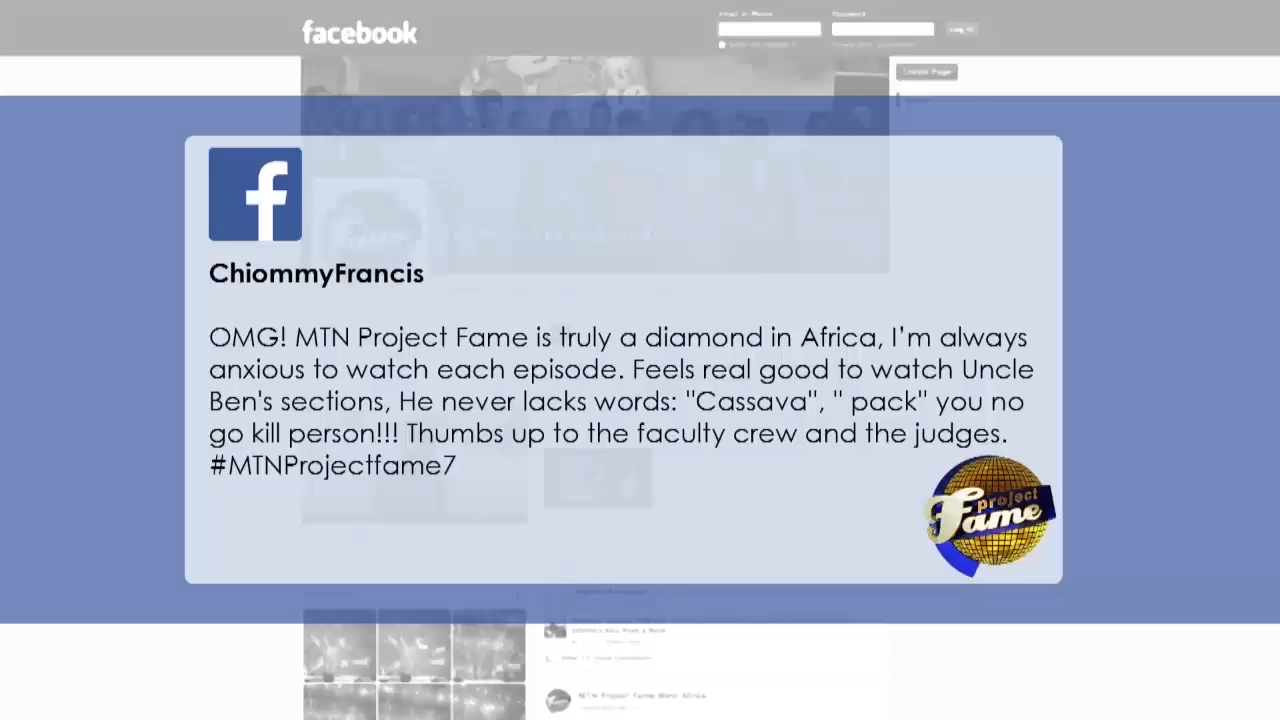 facebook
Create Page
ChiommyFrancis
OMG! MTN Project Fame is truly a diamond in Africa, I’m always
anxious to watch each episode. Feels real good to watch Uncle
Ben's sections, He never lacks words: "Cassava", " pack" you no
go kill person!!! Thumbs up to the faculty crew and the judges.
#MTNProjectfame7
project
Fame